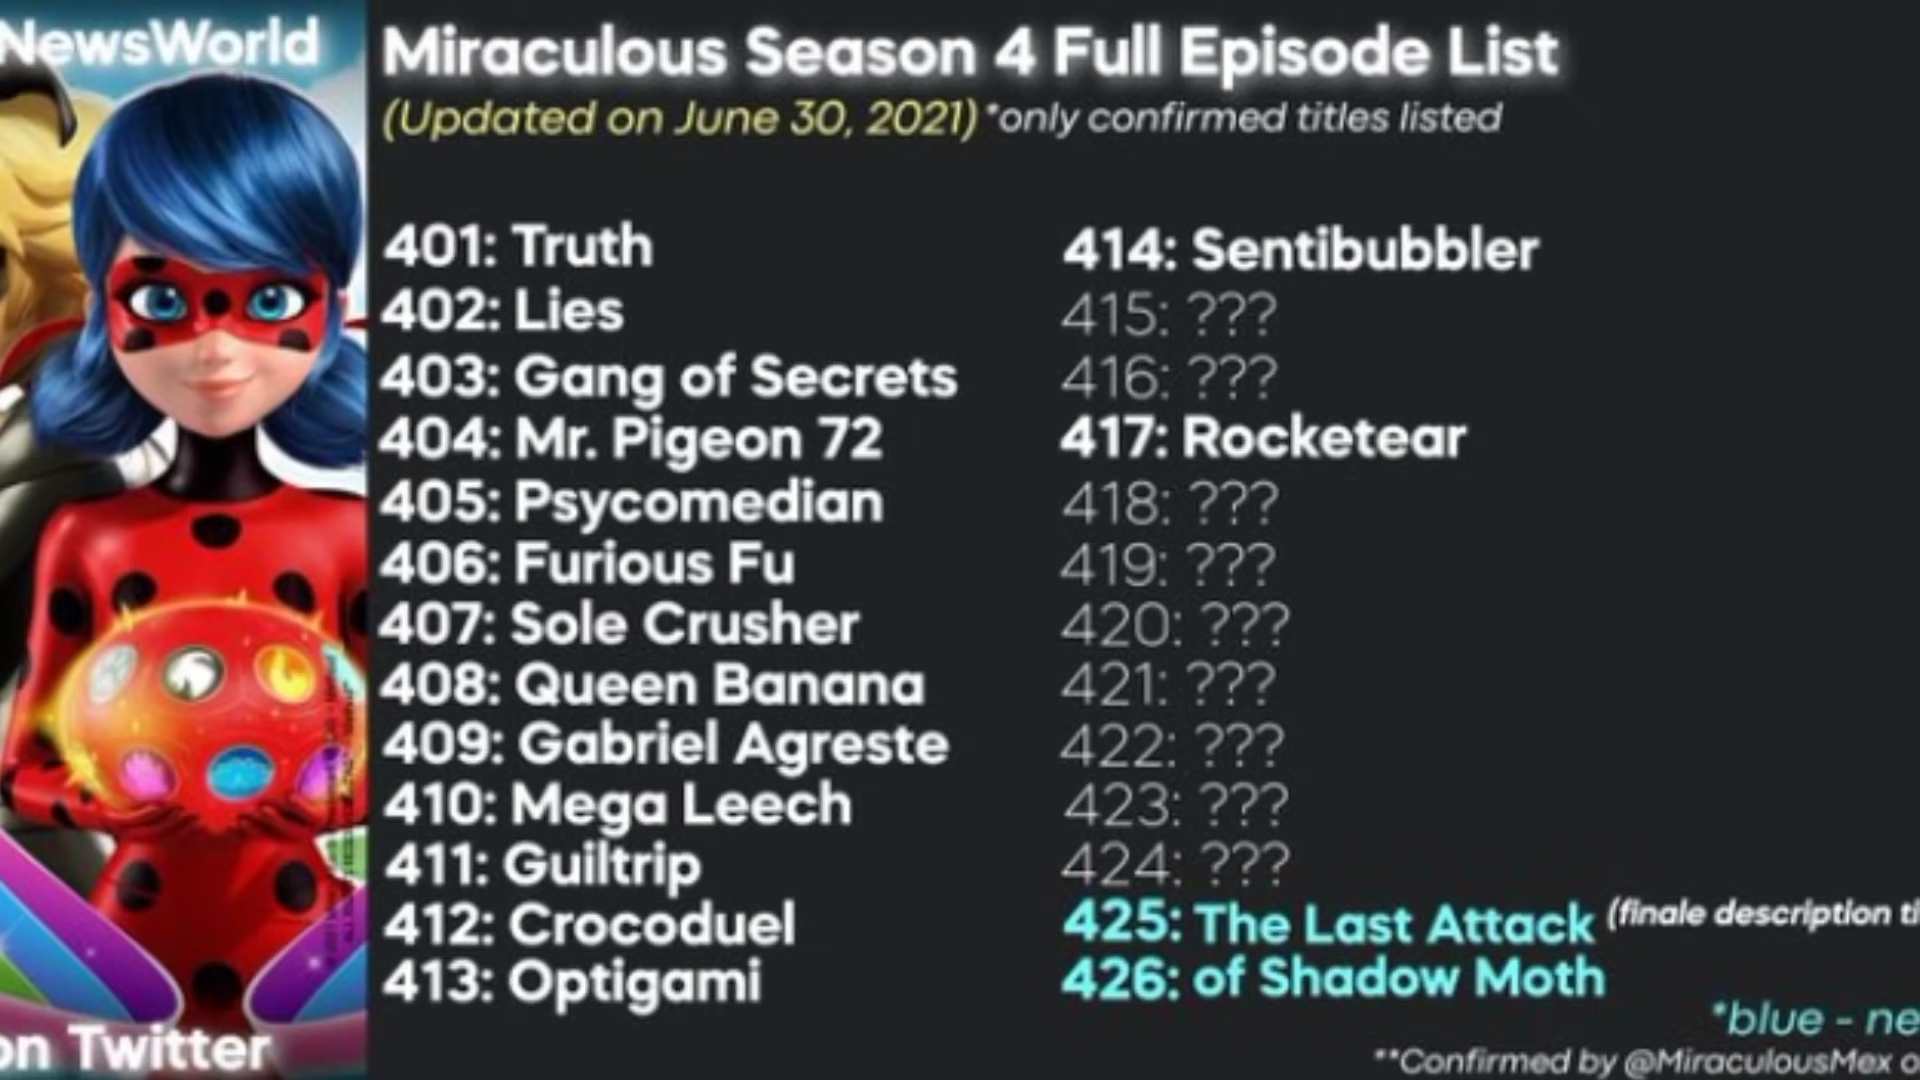 NewsWorld
Miraculous Season 4 Full Episode List
(Updated on June 30, 2021) *only confirmed titles listed
401: Truth
402: Lies
403: Gang of Secrets
404: Mr. Pigeon 72
405: Psycomedian
406: Furious Fu
407: Sole Crusher
408: Queen Banana
409: Gabriel Agreste
410: Mega Leech
411: Guiltrip
412: Crocoduel
413: Optigami
414: Sentibubbler
415: ???
416: ???
417: Rocketear
418: ???
419: ???
420: ???
421: ???
422: ???
423: ???
424: ???
425: The Last Attack (finale description ti
426: of Shadow Moth
*blue - ne
**Confirmed by @MiraculousMex o
on Twitter